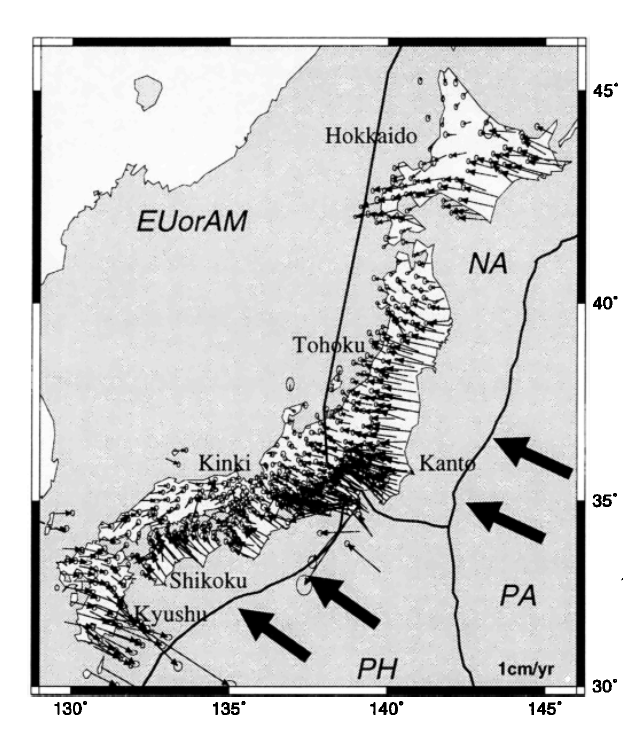 45°
Hokkaido
EUorAM
NA
40°
Tohoku
Kinki
Kanto
35°
Shikoku
PA
Kyushu
PH
1cm/yr
30°
130° 135° 140° 145°